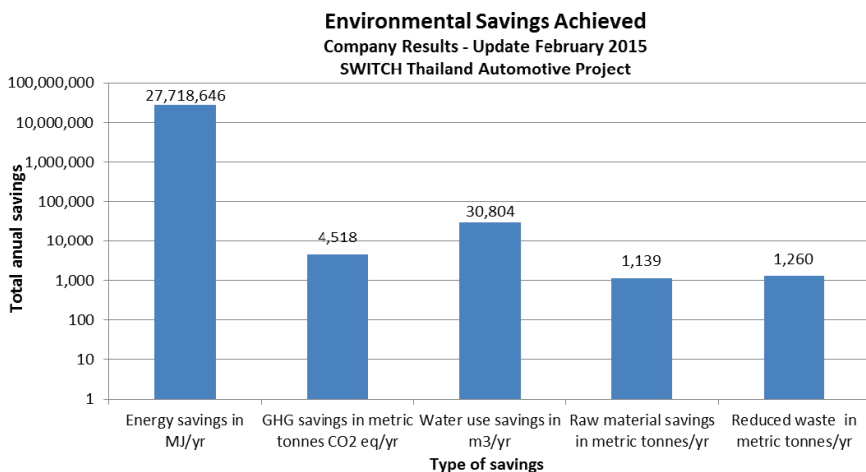 Environmental Savings Achieved
Company Results - Update February 2015
SWITCH Thailand Automotive Project
Total anual savings
100,000,000
10,000,000
1,000,000
100,000
10,000
1,000
100
10
1
27,718,646
4,518
30,804
1,139
1,260
Energy savings in
MJ/yr
GHG savings in metric
tonnes CO2 eq/yr
Water use savings in
m3/yr
Raw material savings
in metric tonnes/yr
Reduced waste in
metric tonnes/yr
Type of savings